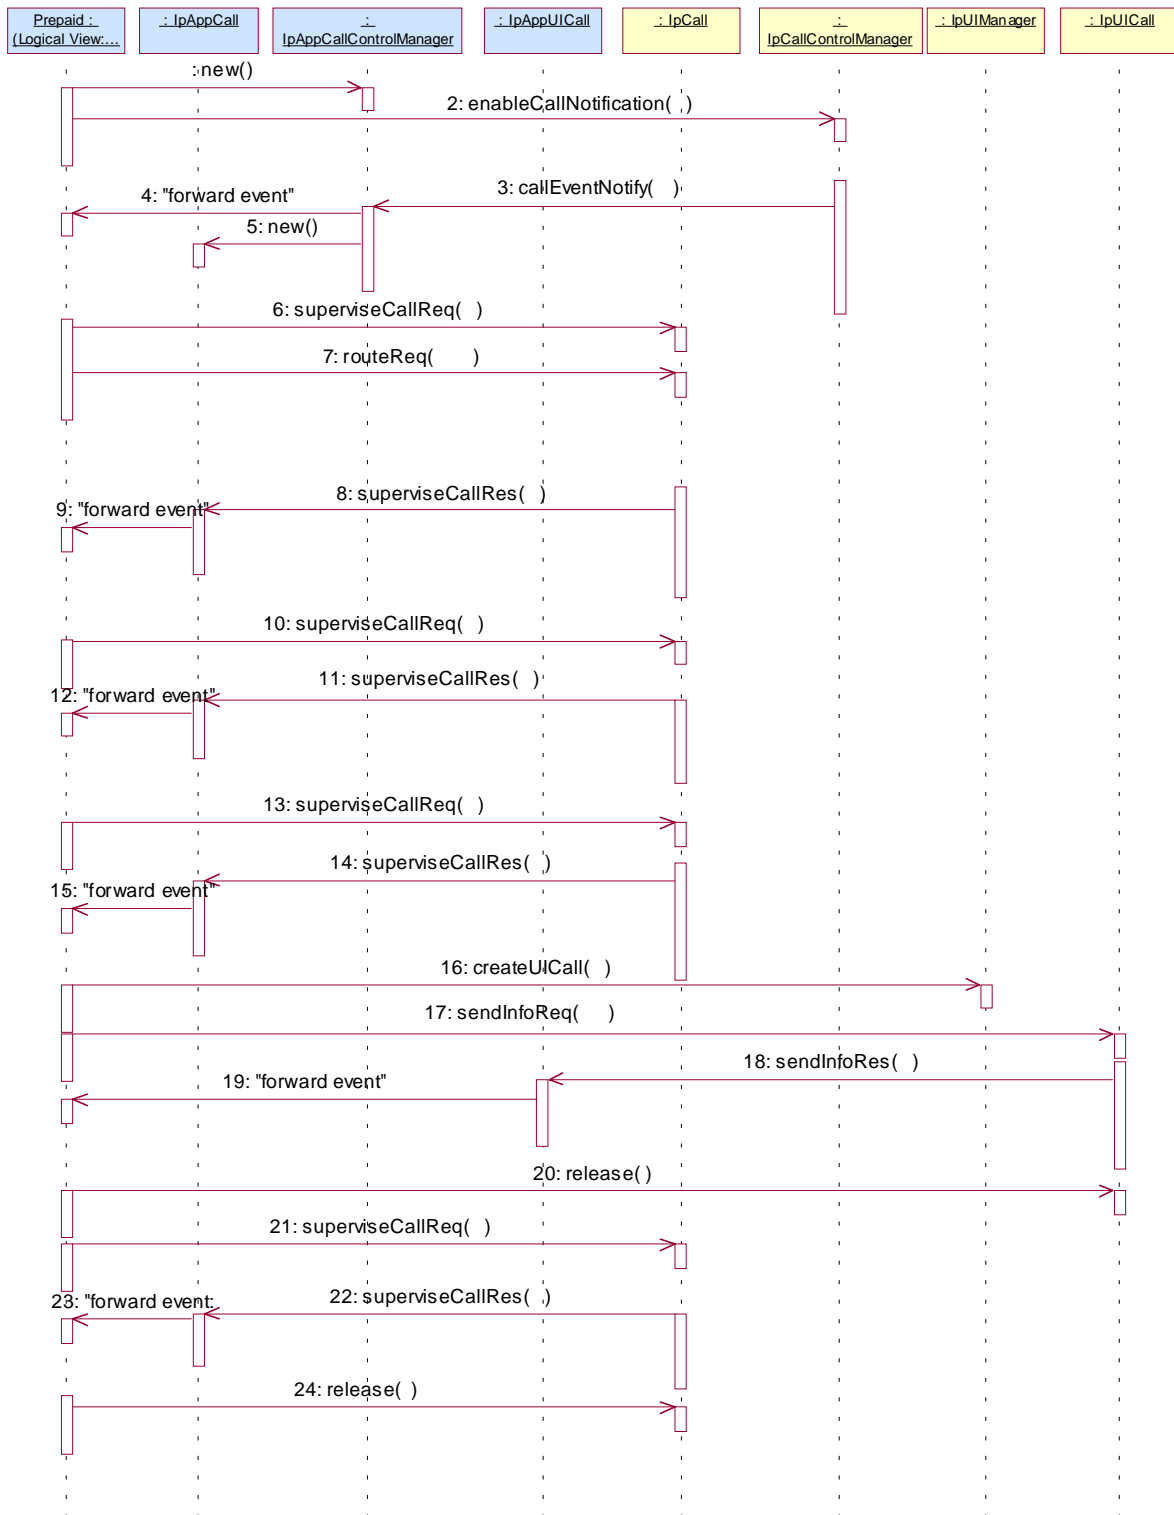 Prepaid :
(Logical View:...
: IpAppCall
:
IpAppCallControlManager
: IpAppUICall
: IpCall
:
IpCallControlManager
: IpUIManager
: IpUICall
: new()
2: enableCallNotification( )
3: callEventNotify( )
4: "forward event"
5: new()
6: superviseCallReq( )
7: routeReq( )
8: superviseCallRes( )
9: "forward event"
10: superviseCallReq( )
11: superviseCallRes( )
12: "forward event"
13: superviseCallReq( )
14: superviseCallRes( )
15: "forward event"
16: createUICall( )
17: sendInfoReq( )
18: sendInfoRes( )
19: "forward event"
20: release( )
21: superviseCallReq( )
22: superviseCallRes( )
23: "forward event:
24: release( )